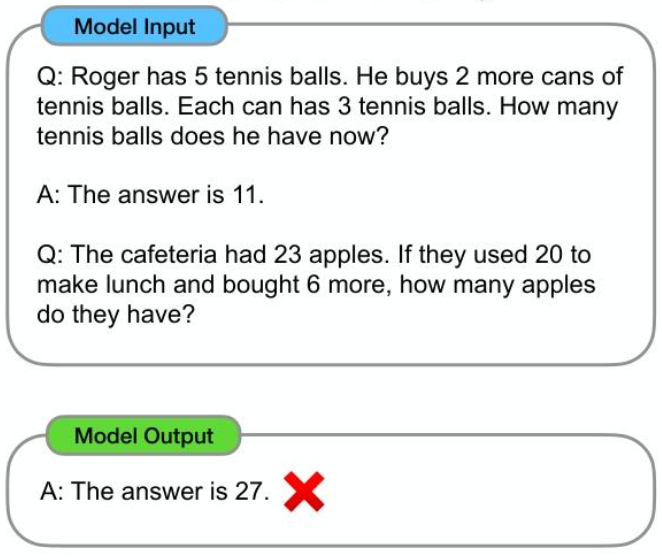 Model Input
Q: Roger has 5 tennis balls. He buys 2 more cans of
tennis balls. Each can has 3 tennis balls. How many
tennis balls does he have now?
A: The answer is 11.
Q: The cafeteria had 23 apples. If they used 20 to
make lunch and bought 6 more, how many apples
do they have?
Model Output
A: The answer is 27.